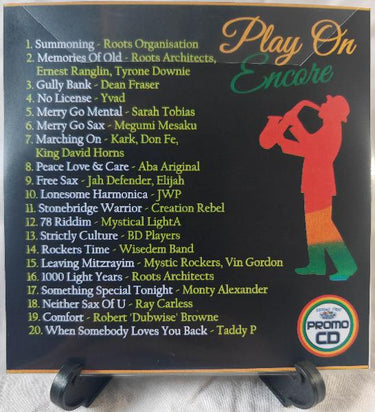 Play On
Encore
1. Summoning - Roots Organisation
2. Memories Of Old - Roots Architects,
Ernest Ranglin, Tyrone Downie
3. Gully Bank - Dean Fraser
4. No License - Yvad
5. Merry Go Mental - Sarah Tobias
6. Merry Go Sax - Megumi Mesaku
7. Marching On - Kark, Don Fe,
King David Horns
8. Peace Love & Care - Aba Ariginal
9. Free Sax - Jah Defender, Elijah
10. Lonesome Harmonica - JWP
11. Stonebridge Warrior - Creation Rebel
12. 78 Riddim - Mystical LightA
13. Strictly Culture - BD Players
14. Rockers Time - Wisedem Band
15. Leaving Mitzrayim - Mystic Rockers, Vin Gordon
16. 1000 Light Years - Roots Architects
17. Something Special Tonight - Monty Alexander
18. Neither Sax Of U - Ray Carless
19. Comfort - Robert 'Dubwise' Browne
20. When Somebody Loves You Back - Taddy P
PROMO
CD